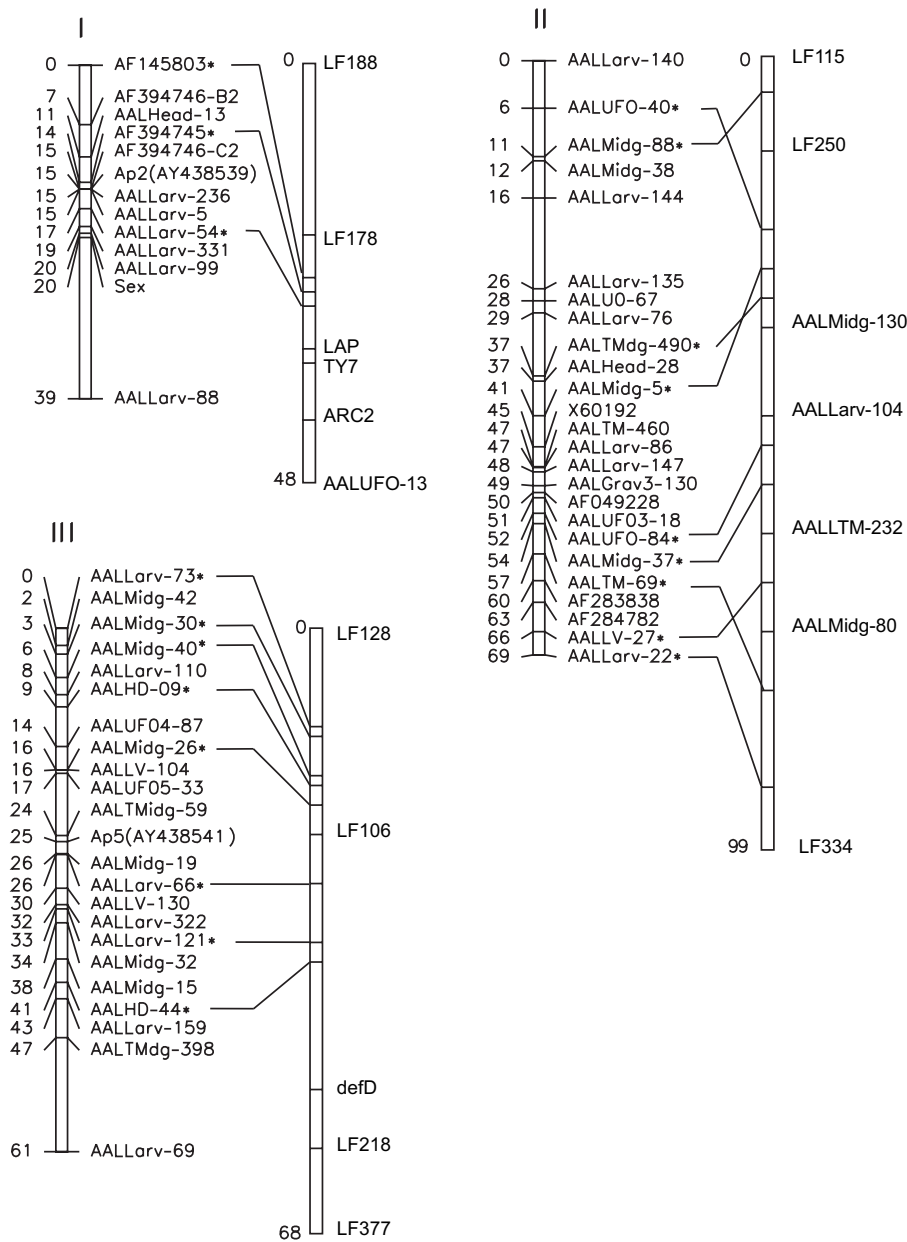 I
0 AF145803*
7 AF394746-B2
11 AALHead-13
14 AF394745*
15 AF394746-C2
15 Ap2(AY438539)
15 AALLarv-236
15 AALLarv-5
17 AALLarv-54*
19 AALLarv-331
20 AALLarv-99
20 Sex
39 AALLarv-88
0 LF188
LF178
LAP
TY7
ARC2
48 AALUFO-13
II
0 AALLarv-140
6 AALUFO-40*
11 AALMidg-88*
12 AALMidg-38
16 AALLarv-144
26 AALLarv-135
28 AALUO-67
29 AALLarv-76
37 AALTMdg-490*
37 AALHead-28
41 AALMidg-5*
45 X60192
47 AALTM-460
47 AALLarv-86
48 AALLarv-147
49 AALGrav3-130
50 AF049228
51 AALUF03-18
52 AALUFO-84*
54 AALMidg-37*
57 AALTM-69*
60 AF283838
63 AF284782
66 AALLV-27*
69 AALLarv-22*
0 LF115
LF250
AALMidg-130
AALLarv-104
AALLTM-232
AALMidg-80
99 LF334
III
0 AALLarv-73*
2 AALMidg-42
3 AALMidg-30*
6 AALMidg-40*
8 AALLarv-110
9 AALHD-09*
14 AALUF04-87
16 AALMidg-26*
16 AALLV-104
17 AALUF05-33
24 AALTMidg-59
25 Ap5(AY438541)
26 AALMidg-19
26 AALLarv-66*
30 AALLV-130
32 AALLarv-322
33 AALLarv-121*
34 AALMidg-32
38 AALMidg-15
41 AALHD-44*
43 AALLarv-159
47 AALTMdg-398
61 AALLarv-69
0 LF128
LF106
defD
LF218
68 LF377